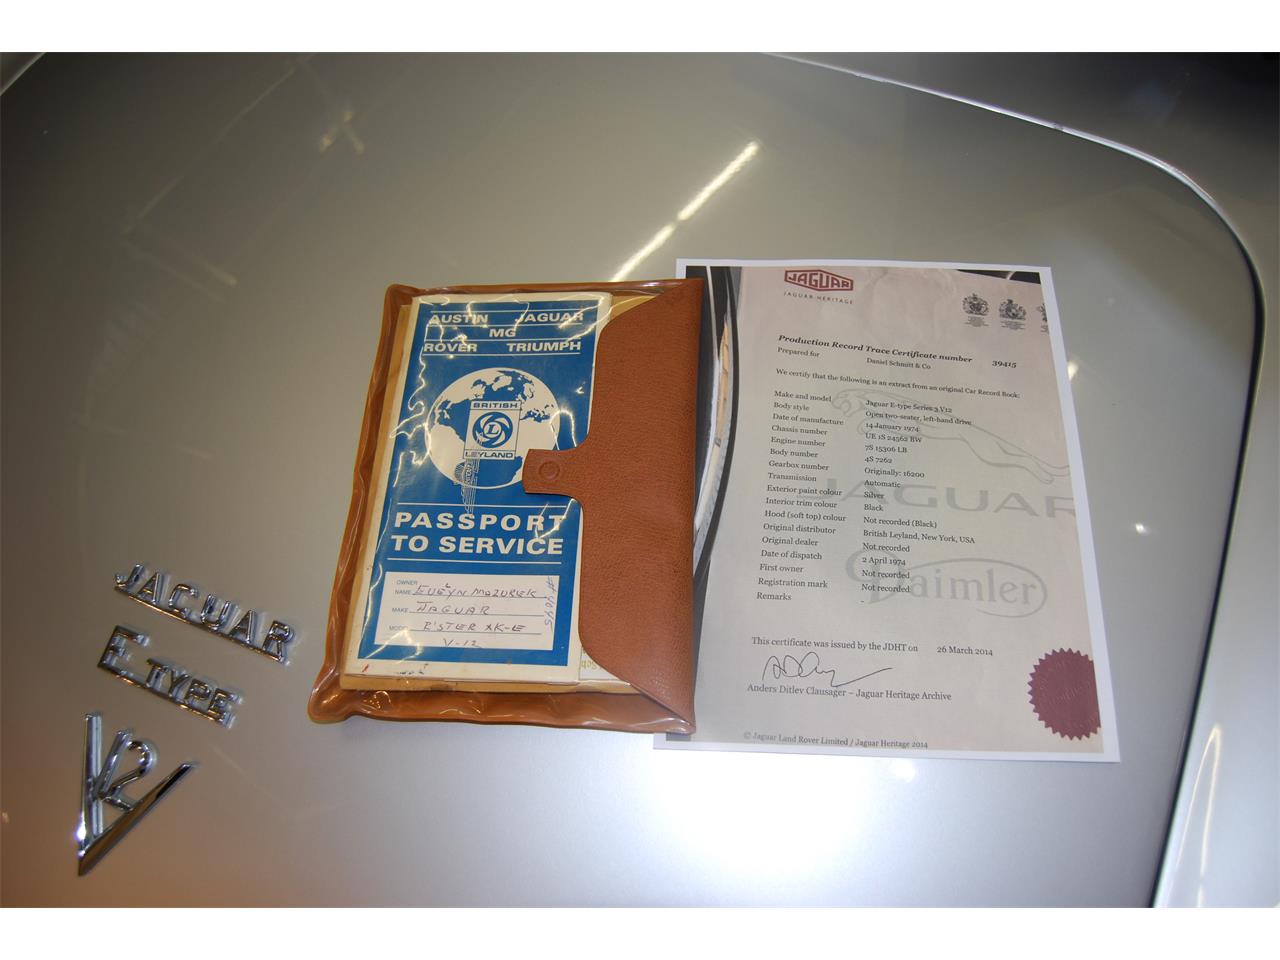 JAGUAR
E TYPE
V12
AUSTIN JAGUAR
MG
ROVER TRIUMPH
BRITISH
L
LEYLAND
PASSPORT
TO SERVICE
OWNER
NAME EVELYN MAZUREK
MAKE JAGUAR
MODEL R'STER XK-E
V-12
JAGUAR
JAGUAR HERITAGE
Production Record Trace Certificate number 39415
Prepared for Daniel Schmitt & Co
We certify that the following is an extract from an original Car Record Book:
Make and model Jaguar E-type Series 3 V12
Body style Open two-seater, left-hand drive
Date of manufacture 14 January 1974
Chassis number UE 1S 24562 BW
Engine number 7S 15306 LB
Body number 4S 7262
Gearbox number Originally: 16200
Transmission Automatic
Exterior paint colour Silver
Interior trim colour Black
Hood (soft top) colour Not recorded (Black)
Original distributor British Leyland, New York, USA
Original dealer Not recorded
Date of dispatch 2 April 1974
First owner Not recorded
Registration mark Not recorded
Remarks -
JAGUAR
Daimler
This certificate was issued by the JDHT on 26 March 2014
Anders Ditlev Clausager – Jaguar Heritage Archive
© Jaguar Land Rover Limited / Jaguar Heritage 2014